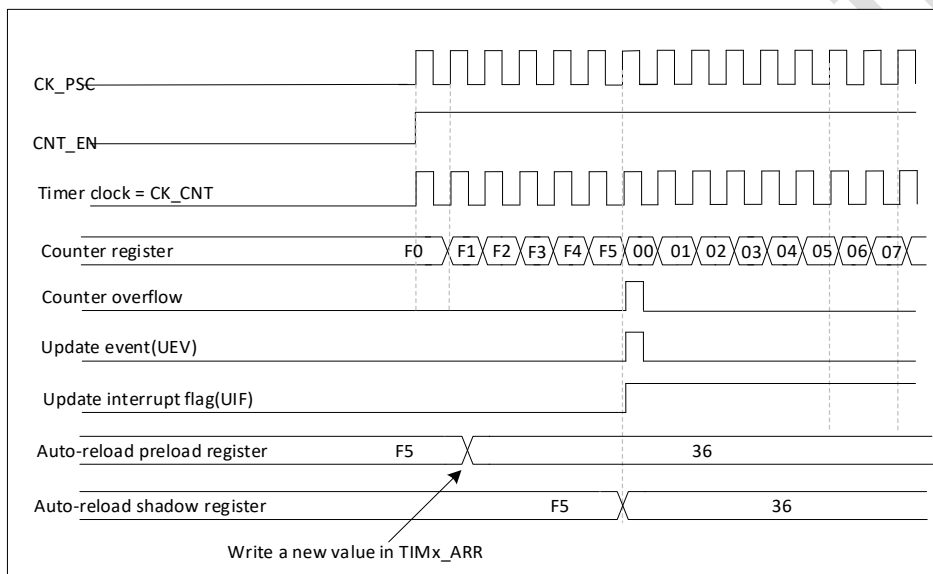 CK_PSC
CNT_EN
Timer clock = CK_CNT
Counter register F0 F1 F2 F3 F4 F5 00 01 02 03 04 05 06 07
Counter overflow
Update event(UEV)
Update interrupt flag(UIF)
Auto-reload preload register F5 36
Auto-reload shadow register F5 36
Write a new value in TIMx_ARR